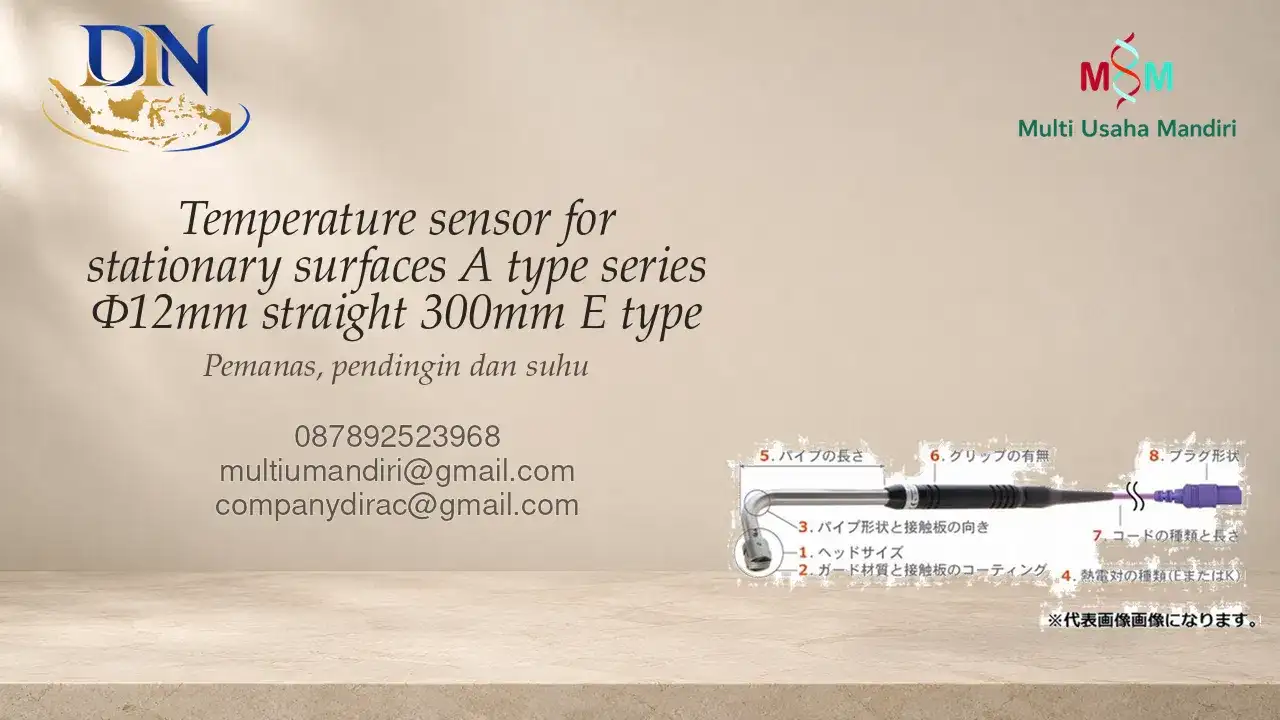 DIN
M M
Multi Usaha Mandiri
Temperature sensor for
stationary surfaces A type series
Φ12mm straight 300mm E type
Pemanas, pendingin dan suhu
087892523968
multiumandiri@gmail.com
companydirac@gmail.com
5. パイプの長さ
6. グリップの有無
8. プラグ形状
3. パイプ形状と接触板の向き
7. コードの種類と長さ
1. ヘッドサイズ
2. ガード材質と接触板のコーティング
4. 熱電対の種類(EまたはK)
※代表画像画像になります。